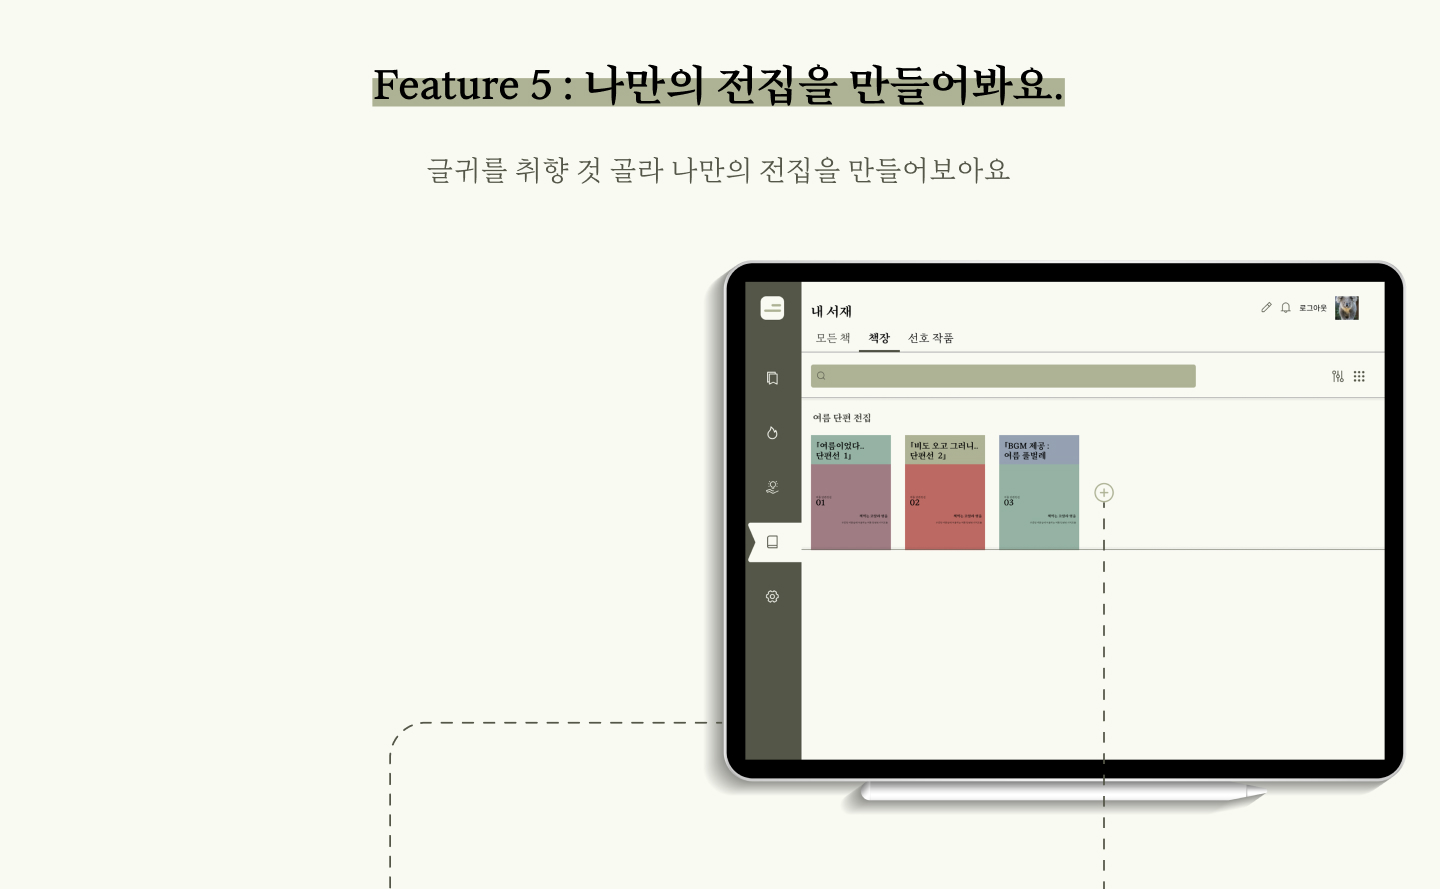 Feature 5 : 나만의 전집을 만들어봐요.
글귀를 취향 것 골라 나만의 전집을 만들어보아요
내 서재
로그아웃
모든 책 책장 선호 작품
여름 단편 전집
「여름이었다..
단편선 1」
「비도 오고 그러니..
단편선 2」
「BGM 제공 :
여름 풀벌레
01
02
03